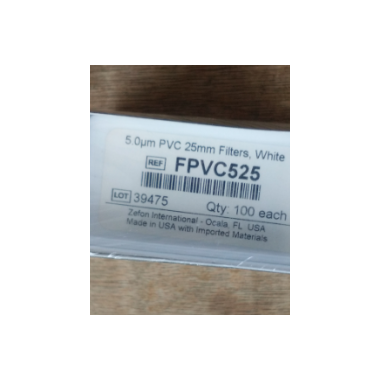 5.0µm PVC 25mm Filters, White
REF FPVC525
LOT 39475 Qty: 100 each
Zefon International - Ocala, FL USA
Made in USA with Imported Materials